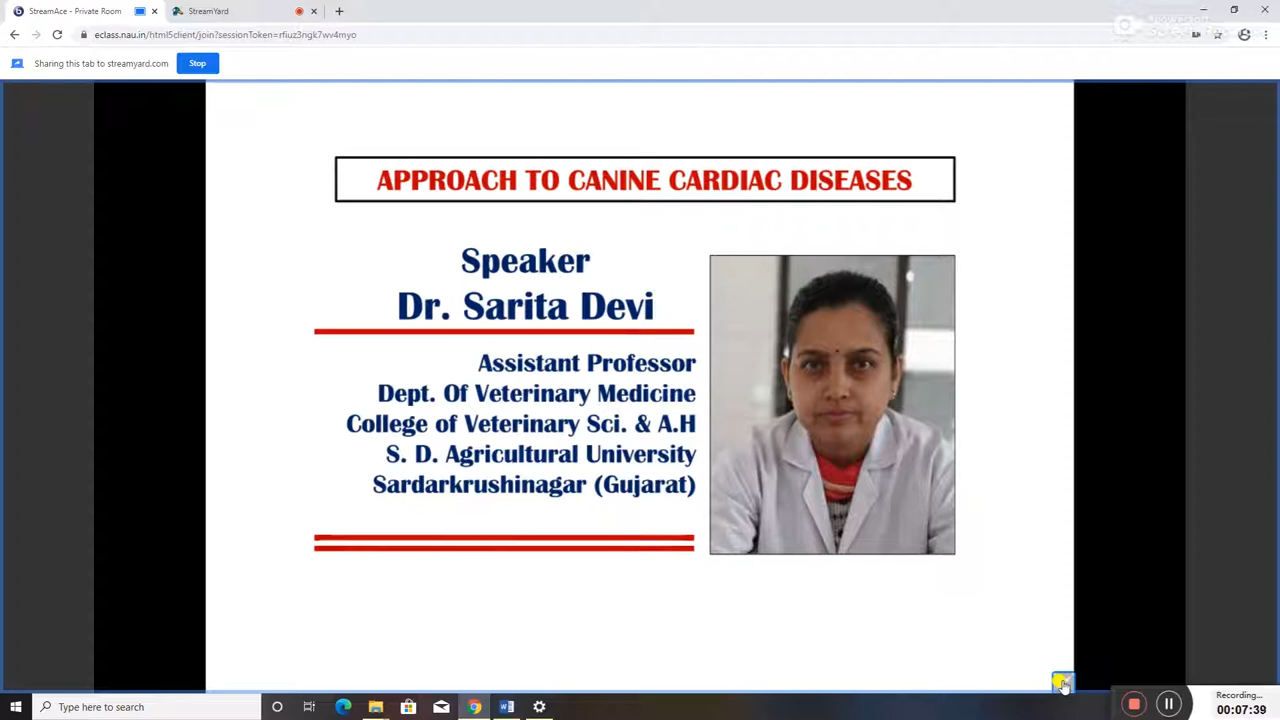 StreamAce - Private Room
StreamYard
eclass.nau.in/html5client/join?sessionToken=rfiuz3ngk7wv4myo
Sharing this tab to streamyard.com
Stop
APPROACH TO CANINE CARDIAC DISEASES
Speaker
Dr. Sarita Devi
Assistant Professor
Dept. Of Veterinary Medicine
College of Veterinary Sci. & A.H
S. D. Agricultural University
Sardarkrushinagar (Gujarat)
Type here to search
Recording...
00:07:39